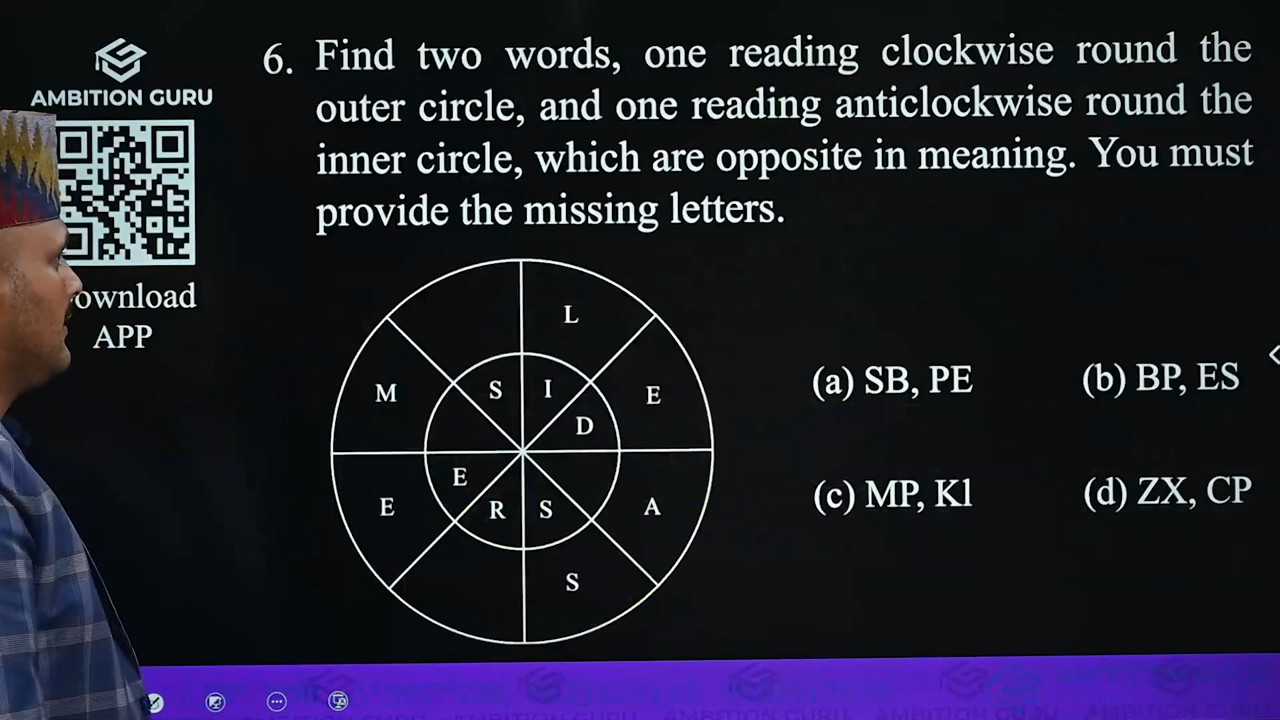 AMBITION GURU
ownload
APP
6. Find two words, one reading clockwise round the
outer circle, and one reading anticlockwise round the
inner circle, which are opposite in meaning. You must
provide the missing letters.
L
M
S
I
E
D
E
E
R
S
A
S
(a) SB, PE
(b) BP, ES
(c) MP, K1
(d) ZX, CP